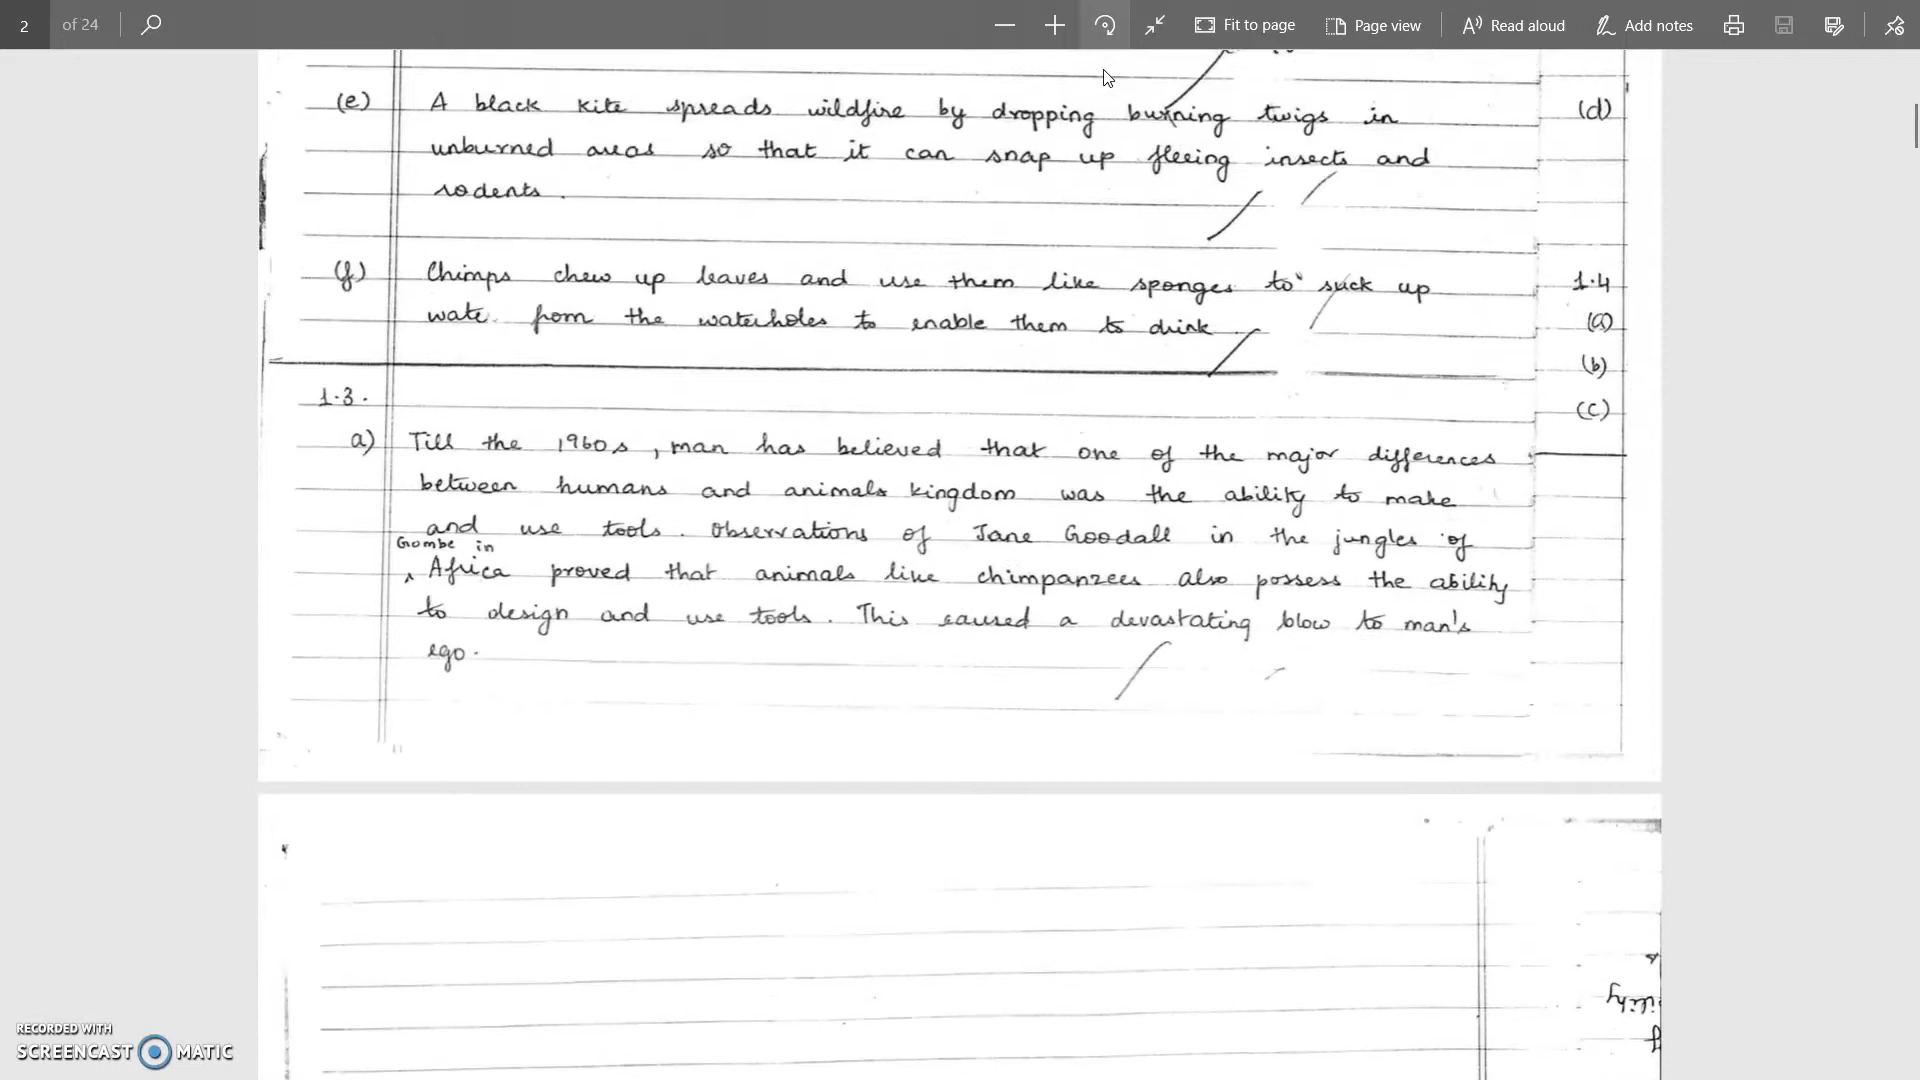 2 of 24 Fit to page Page view Read aloud Add notes
(e) A black kite spreads wildfire by dropping burning twigs in
unburned areas so that it can snap up fleeing insects and
rodents.
(f) Chimps chew up leaves and use them like sponges to suck up
wate from the waterholes to enable them to drink.
1.3.
a) Till the 1960s, man has believed that one of the major differences
between humans and animals kingdom was the ability to make
and use tools. Observations of Jane Goodall in the jungles of
Gombe in
Africa proved that animals like chimpanzees also possess the ability
to design and use tools. This caused a devastating blow to man's
ego.
(d)
1.4
(a)
(b)
(c)
RECORDED WITH
SCREENCAST MATIC